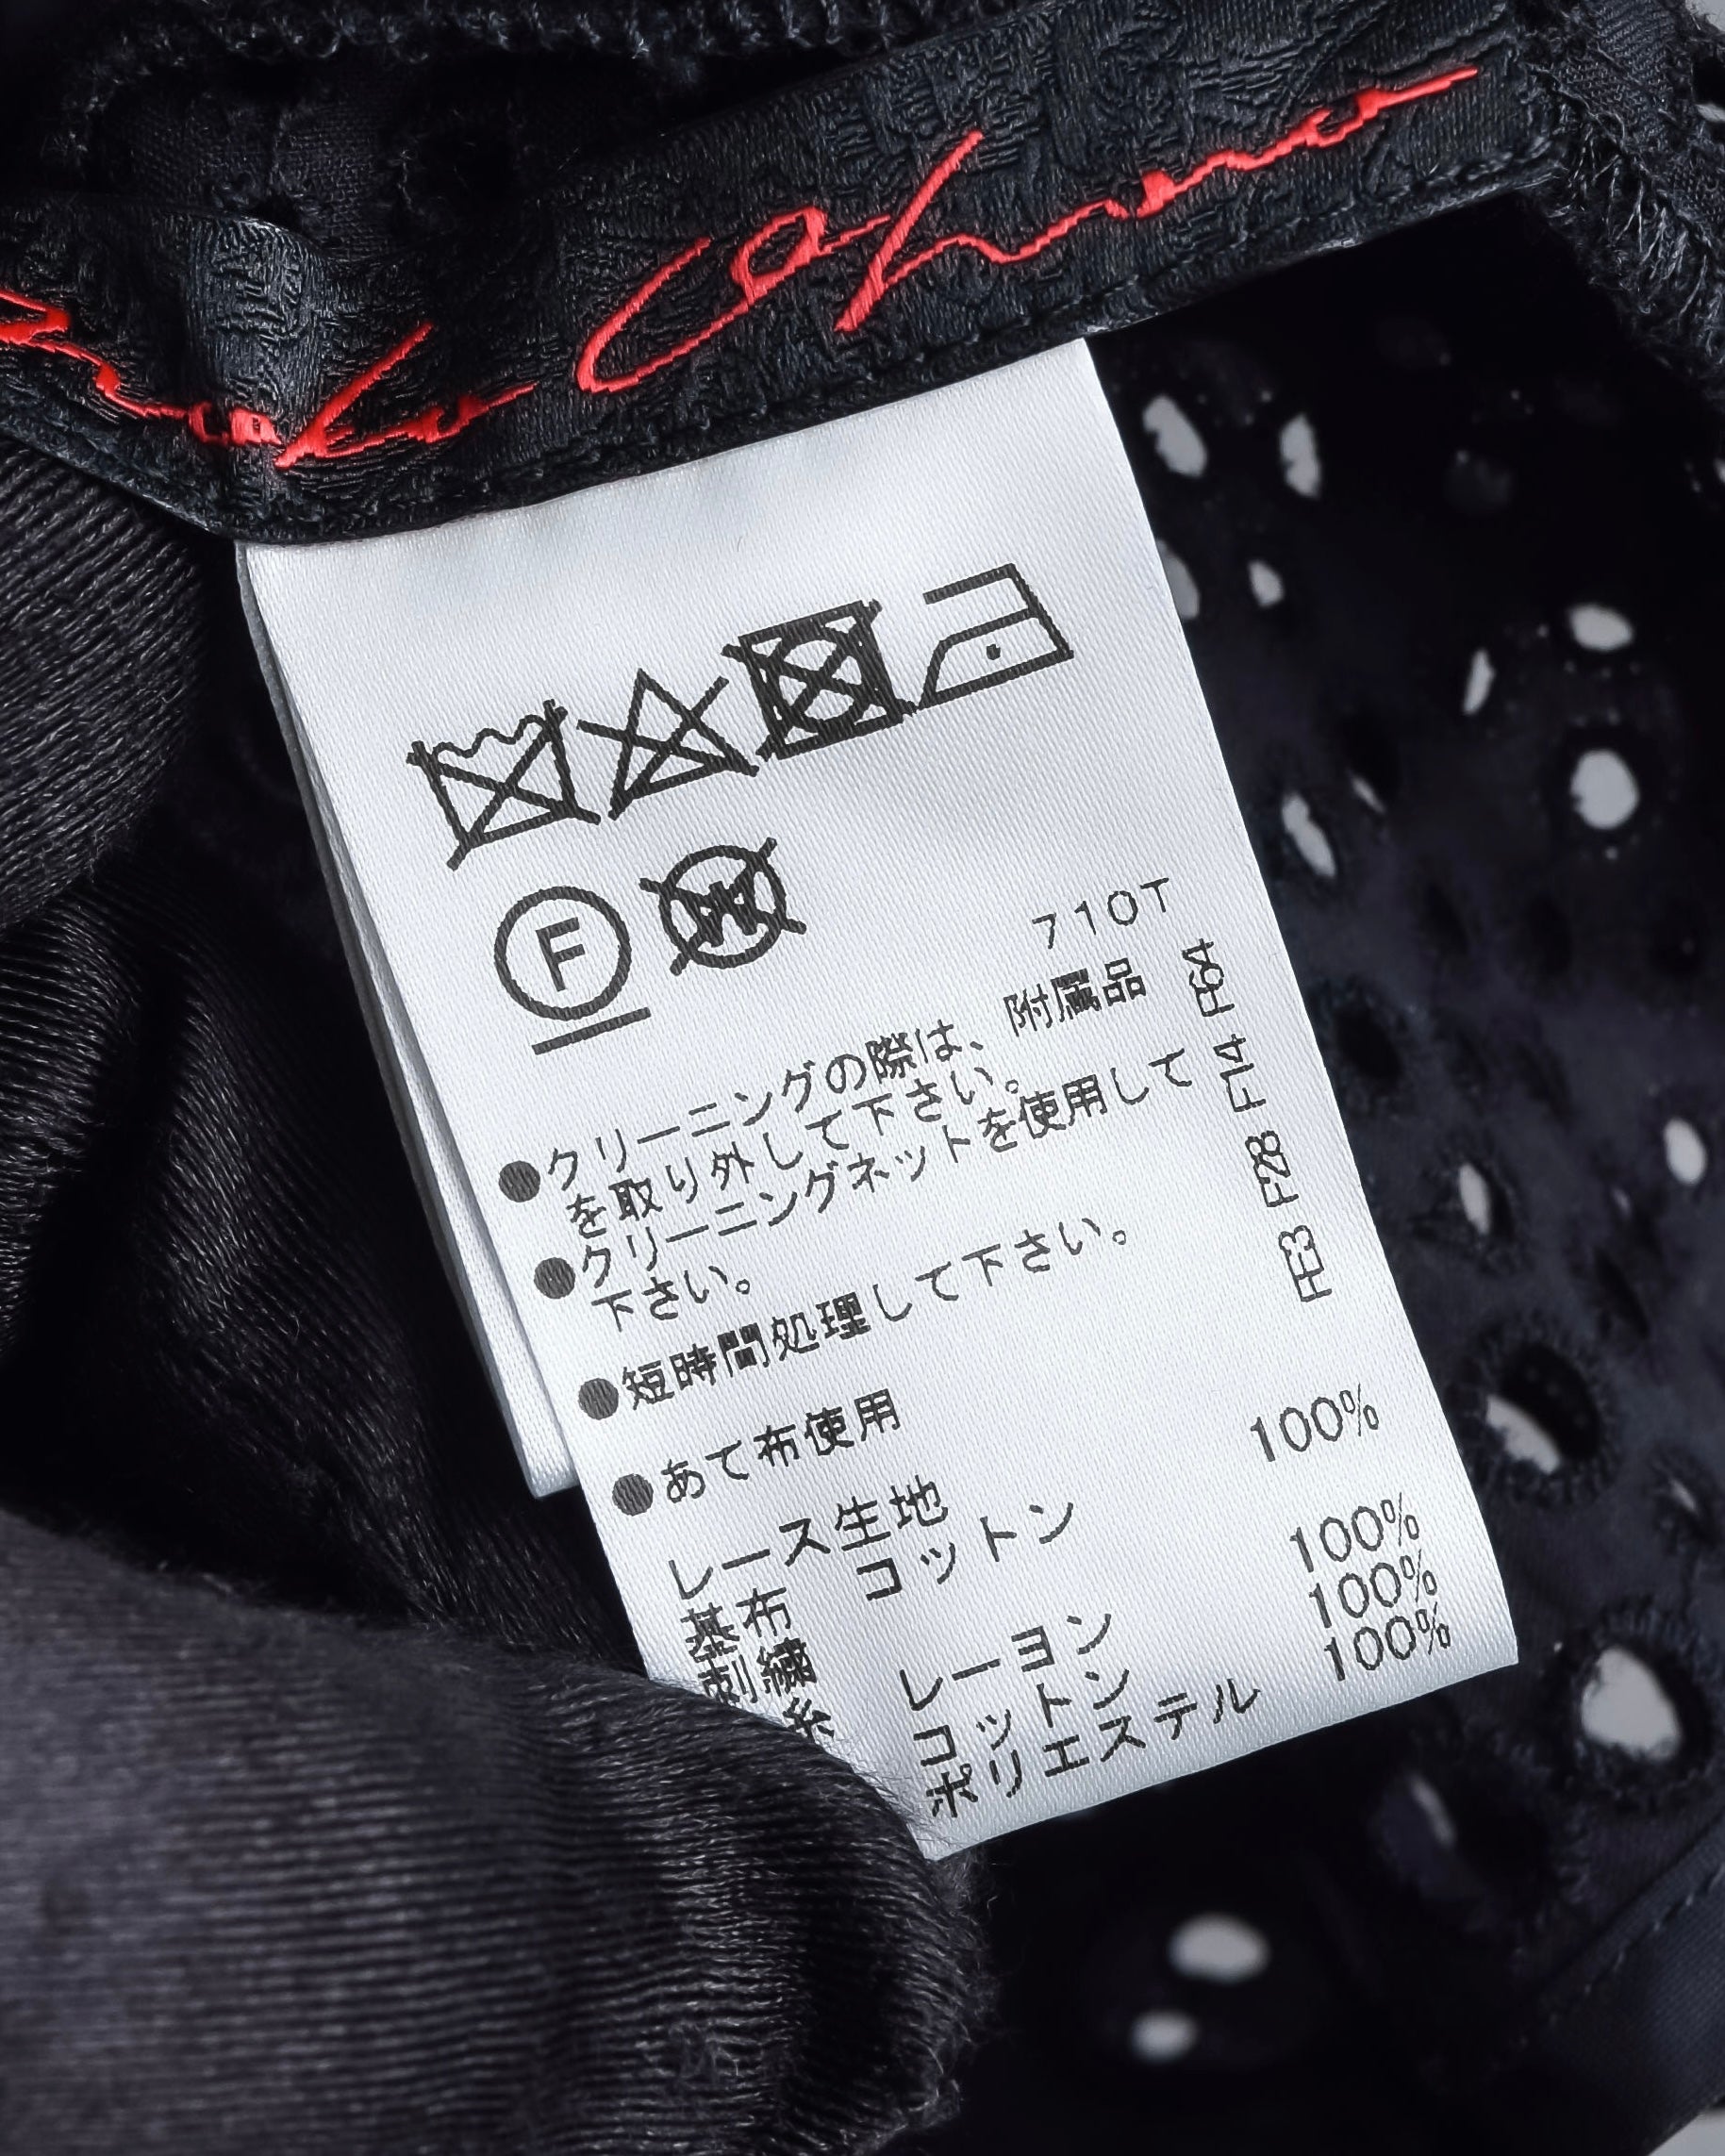 F
W
710T
●クリーニングの際は、附属品
を取り外して下さい。
●クリーニングネットを使用して
下さい。
●短時間処理して下さい。
●あて布使用
レース生地
コットン 100%
基布
刺繍
レーヨン 100%
コットン 100%
糸
ポリエステル 100%
F13 F28 F14 F64